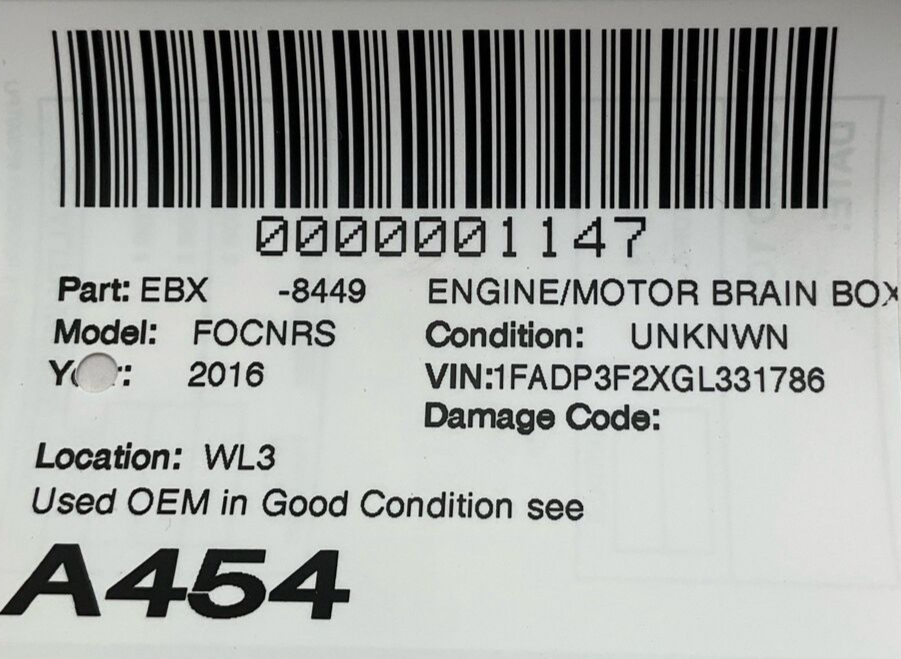 0000001147
Part: EBX -8449 ENGINE/MOTOR BRAIN BOX
Model: FOCNRS Condition: UNKNWN
2016 VIN:1FADP3F2XGL331786
Damage Code:
Location: WL3
Used OEM in Good Condition see
A454